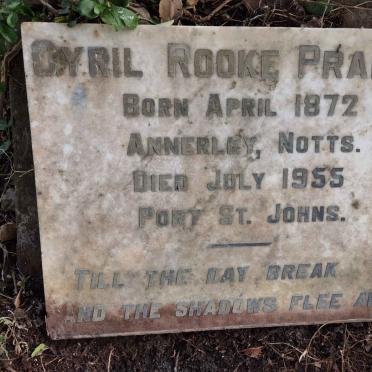 CYRIL ROOKE
BORN APRIL 1872
ANNERLEY, NOTTS.
DIED JULY 1955
PORT ST. JOHNS.
TILL THE DAY BREAK
AND THE SHADOWS FLEE